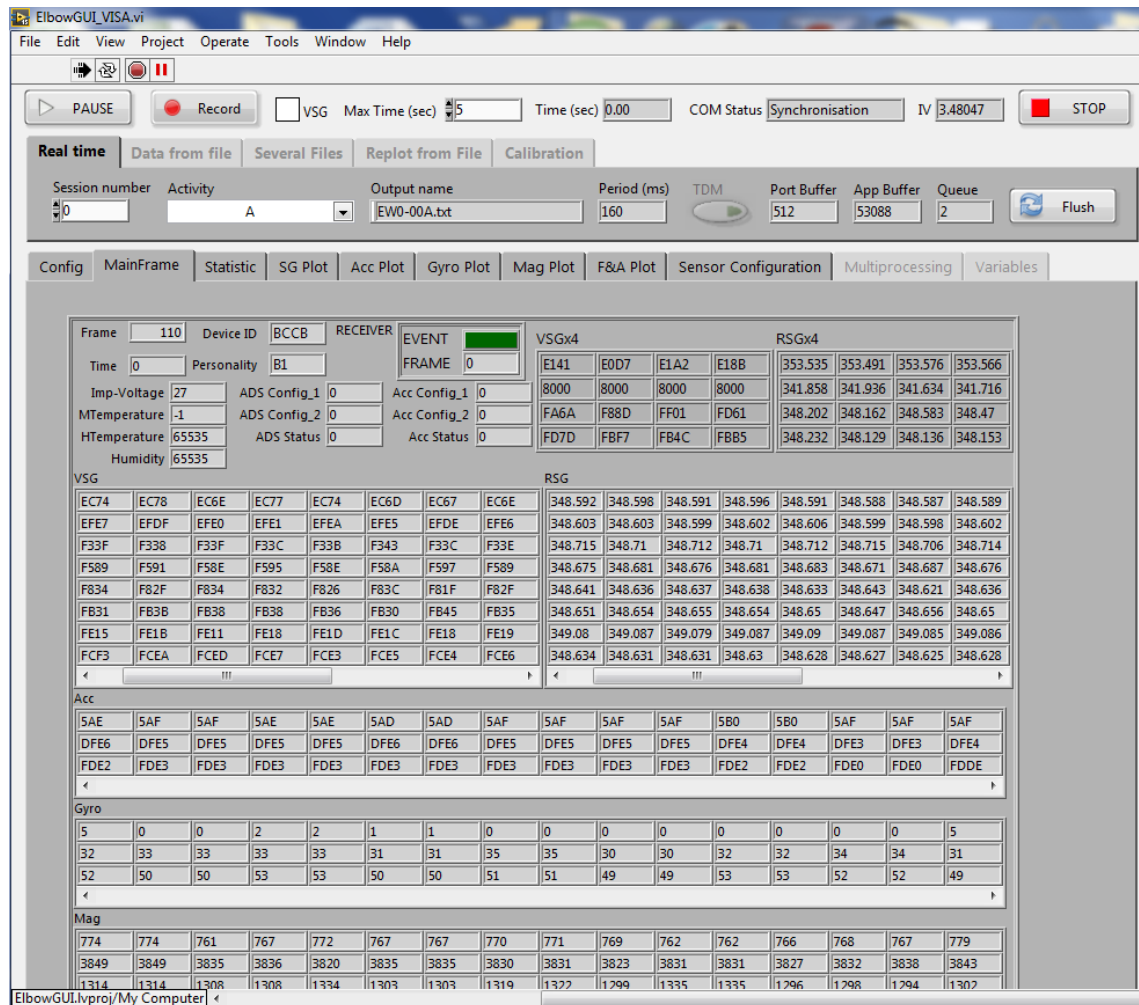 ElbowGUI_VISA.vi
File Edit View Project Operate Tools Window Help
PAUSE Record VSG Max Time (sec) 5 Time (sec) 0.00 COM Status Synchronisation IV 3.48047 STOP
Real time Data from file Several Files Replot from File Calibration
Session number Activity Output name Period (ms) TDM Port Buffer App Buffer Queue
0 A EW0-00A.txt 160 512 53088 2 Flush
Config MainFrame Statistic SG Plot Acc Plot Gyro Plot Mag Plot F&A Plot Sensor Configuration Multiprocessing Variables
Frame 110 Device ID BCCB RECEIVER EVENT VSGx4 RSGx4
Time 0 Personality B1 FRAME 0 E141 E0D7 E1A2 E18B 353.535 353.491 353.576 353.566
Imp-Voltage 27 ADS Config_1 0 Acc Config_1 0 8000 8000 8000 8000 341.858 341.936 341.634 341.716
MTemperature -1 ADS Config_2 0 Acc Config_2 0 FA6A F88D FF01 FD61 348.202 348.162 348.583 348.47
HTemperature 65535 ADS Status 0 Acc Status 0 FD7D FBF7 FB4C FBB5 348.232 348.129 348.136 348.153
Humidity 65535
VSG RSG
EC74 EC78 EC6E EC77 EC74 EC6D EC67 EC6E 348.592 348.598 348.591 348.596 348.591 348.588 348.587 348.589
EFE7 EFDF EFE0 EFE1 EFEA EFE5 EFDE EFE6 348.603 348.603 348.599 348.602 348.606 348.599 348.598 348.602
F33F F338 F33F F33C F33B F343 F33C F33E 348.715 348.71 348.712 348.71 348.712 348.715 348.706 348.714
F589 F591 F58E F595 F58E F58A F597 F589 348.675 348.681 348.676 348.681 348.683 348.671 348.687 348.676
F834 F82F F834 F832 F826 F83C F81F F82F 348.641 348.636 348.637 348.638 348.633 348.643 348.621 348.636
FB31 FB3B FB38 FB38 FB36 FB30 FB45 FB35 348.651 348.654 348.655 348.654 348.65 348.647 348.656 348.65
FE15 FE1B FE11 FE18 FE1D FE1C FE18 FE19 349.08 349.087 349.079 349.087 349.09 349.087 349.085 349.086
FCF3 FCEA FCED FCE7 FCE3 FCE5 FCE4 FCE6 348.634 348.631 348.631 348.63 348.628 348.627 348.625 348.628
Acc
5AE 5AF 5AF 5AE 5AE 5AD 5AD 5AF 5AF 5AF 5AF 5B0 5B0 5AF 5AF 5AF
DFE6 DFE5 DFE5 DFE5 DFE5 DFE6 DFE6 DFE5 DFE5 DFE5 DFE5 DFE4 DFE4 DFE3 DFE3 DFE4
FDE2 FDE3 FDE3 FDE3 FDE3 FDE3 FDE3 FDE3 FDE3 FDE3 FDE3 FDE2 FDE2 FDE0 FDE0 FDDE
Gyro
5 0 0 2 2 1 1 0 0 0 0 0 0 0 0 5
32 33 33 33 33 31 31 35 35 30 30 32 32 34 34 31
52 50 50 53 53 50 50 51 51 49 49 53 53 52 52 49
Mag
774 774 761 767 772 767 767 770 771 769 762 762 766 768 767 779
3849 3849 3835 3836 3820 3835 3835 3830 3831 3823 3831 3831 3827 3832 3838 3843
1314 1314 1308 1308 1334 1303 1303 1319 1322 1299 1335 1335 1296 1298 1294 1302
ElbowGUI.lvproj/My Computer